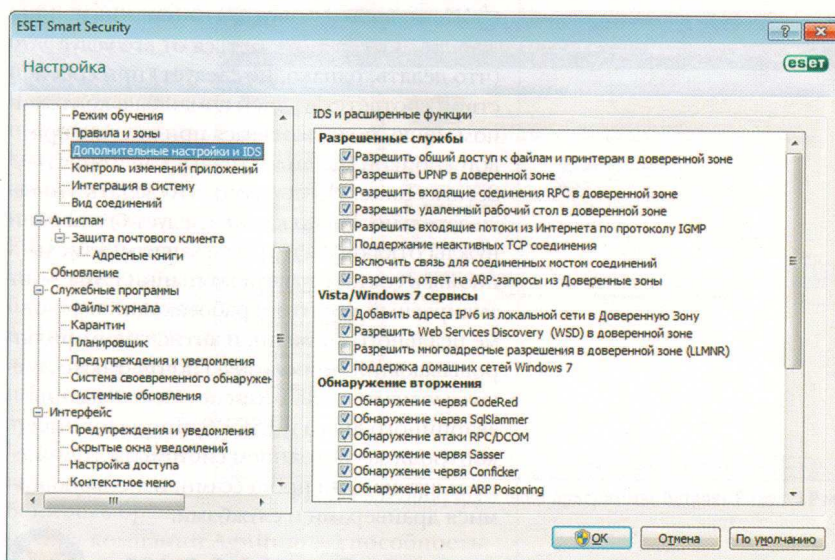 ESET Smart Security
Настройка
eset
Режим обучения
Правила и зоны
Дополнительные настройки и IDS
Контроль изменений приложений
Интеграция в систему
Вид соединений
Антиспам
Защита почтового клиента
Адресные книги
Обновление
Служебные программы
Файлы журнала
Карантин
Планировщик
Предупреждения и уведомления
Система своевременного обнаружен
Системные обновления
Интерфейс
Предупреждения и уведомления
Скрытые окна уведомлений
Настройка доступа
Контекстное меню
IDS и расширенные функции
Разрешенные службы
Разрешить общий доступ к файлам и принтерам в доверенной зоне
Разрешить UPNP в доверенной зоне
Разрешить входящие соединения RPC в доверенной зоне
Разрешить удаленный рабочий стол в доверенной зоне
Разрешить входящие потоки из Интернета по протоколу IGMP
Поддержание неактивных TCP соединения
Включить связь для соединенных мостом соединений
Разрешить ответ на ARP-запросы из Доверенные зоны
Vista/Windows 7 сервисы
Добавить адреса IPv6 из локальной сети в Доверенную Зону
Разрешить Web Services Discovery (WSD) в доверенной зоне
Разрешить многоадресные разрешения в доверенной зоне (LLMNR)
поддержка домашних сетей Windows 7
Обнаружение вторжения
Обнаружение червя CodeRed
Обнаружение червя SqlSlammer
Обнаружение атаки RPC/DCOM
Обнаружение червя Sasser
Обнаружение червя Conficker
Обнаружение атаки ARP Poisoning
OK
Отмена
По умолчанию